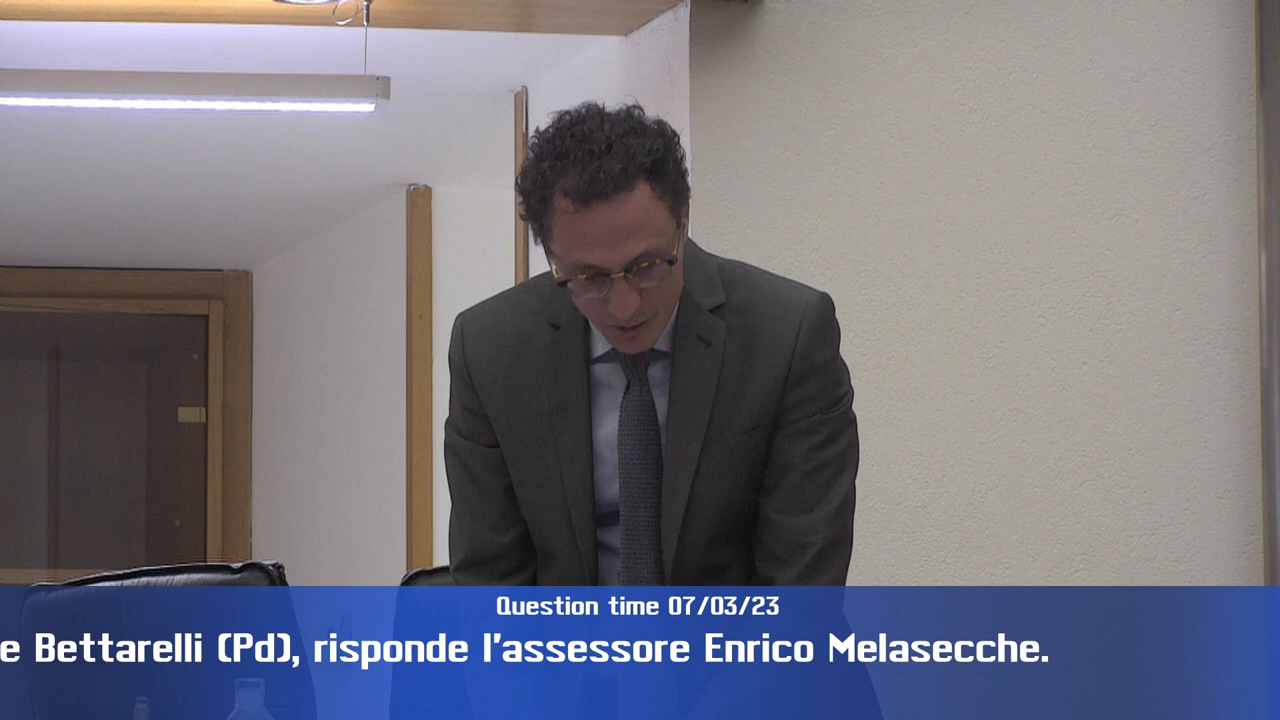 Question time 07/03/23
e Bettarelli (Pd), risponde l'assessore Enrico Melasecche.